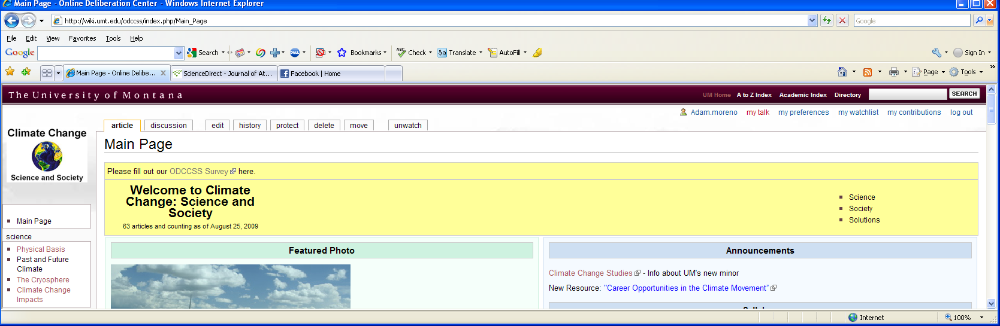 Main Page - Online Deliberation Center - Windows Internet Explorer
http://wiki.umt.edu/odccss/index.php/Main_Page
Google
File Edit View Favorites Tools Help
Google Search Bookmarks Check Translate AutoFill Sign In
Main Page - Online Delibe... ScienceDirect - Journal of At... Facebook | Home Page Tools
The University of Montana UM Home A to Z Index Academic Index Directory SEARCH
Adam.moreno my talk my preferences my watchlist my contributions log out
article discussion edit history protect delete move unwatch
Climate Change
Science and Society
Main Page
Please fill out our ODCCSS Survey here.
Welcome to Climate
Change: Science and
Society
63 articles and counting as of August 25, 2009
Science
Society
Solutions
Main Page
science
Physical Basis
Past and Future
Climate
The Cryosphere
Climate Change
Impacts
Featured Photo
Announcements
Climate Change Studies - Info about UM's new minor
New Resource: "Career Opportunities in the Climate Movement"
Internet 100%